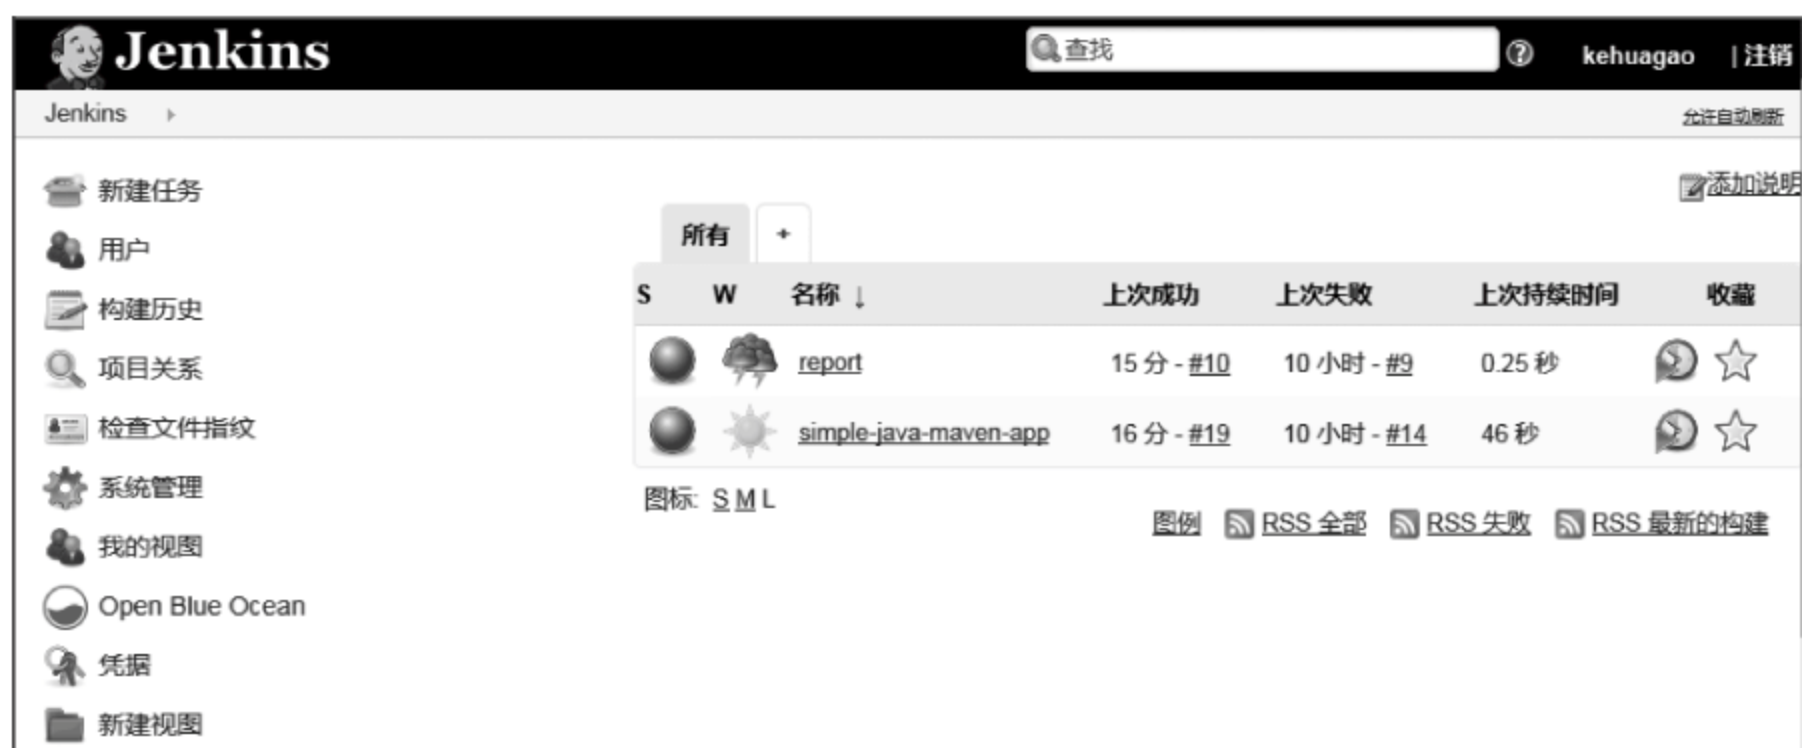 Jenkins 查找 kehuagao | 注销
Jenkins 允许自动刷新
新建任务
用户
构建历史
项目关系
检查文件指纹
系统管理
我的视图
Open Blue Ocean
凭据
新建视图
添加说明
所有 +
S W 名称 ↓ 上次成功 上次失败 上次持续时间 收藏
report 15 分 - #10 10 小时 - #9 0.25 秒
simple-java-maven-app 16 分 - #19 10 小时 - #14 46 秒
图标: S M L
图例 RSS 全部 RSS 失败 RSS 最新的构建